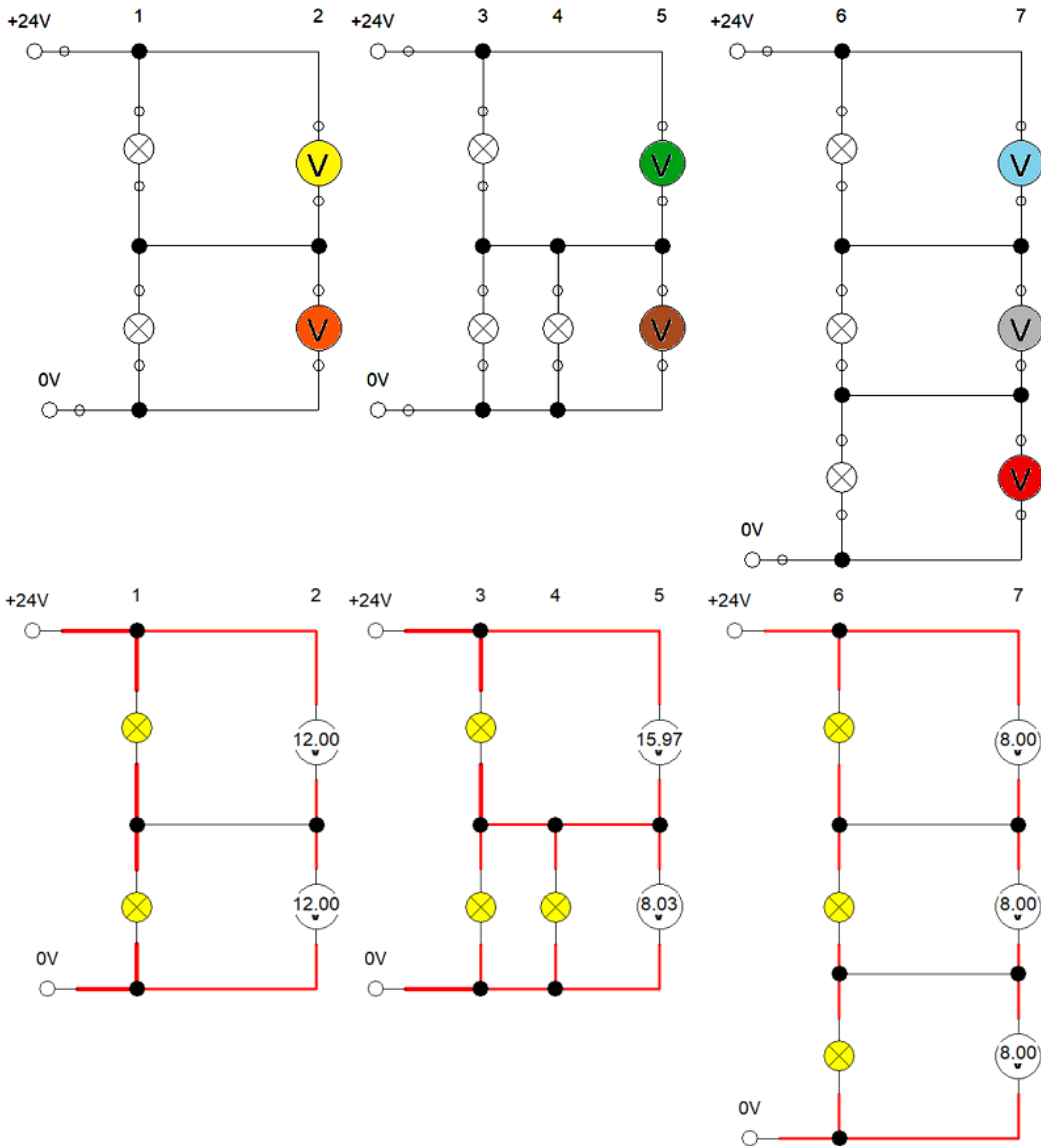 1 2 3 4 5 6 7
+24V +24V +24V
V V V
V V V
0V 0V
V
0V
1 2 3 4 5 6 7
+24V +24V +24V
12.00 V 15.97 V 8.00 V
12.00 V 8.03 V 8.00 V
0V 0V
8.00 V
0V